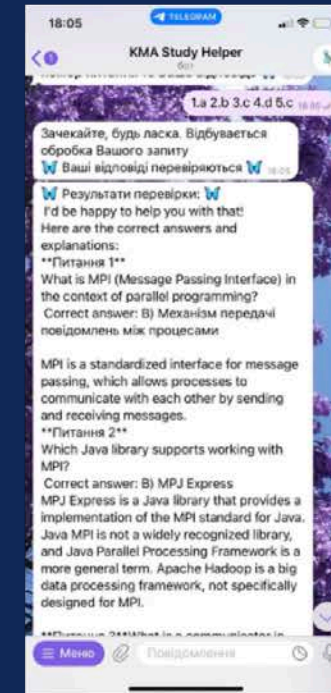 18:05
TELEGRAM
KMA Study Helper
бот
1.a 2.b 3.c 4.d 5.c
Зачекайте, будь ласка. Відбувається
обробка Вашого запиту
Ваші відповіді перевіряються
18:05
Результати перевірки:
I'd be happy to help you with that!
Here are the correct answers and
explanations:
**Питання 1**
What is MPI (Message Passing Interface) in
the context of parallel programming?
Correct answer: B) Механізм передачі
повідомлень між процесами
MPI is a standardized interface for message
passing, which allows processes to
communicate with each other by sending
and receiving messages.
**Питання 2**
Which Java library supports working with
MPI?
Correct answer: B) MPJ Express
MPJ Express is a Java library that provides a
implementation of the MPI standard for Java.
Java MPI is not a widely recognized library,
and Java Parallel Processing Framework is a
more general term. Apache Hadoop is a big
data processing framework, not specifically
designed for MPI.
Меню
Повідомлення